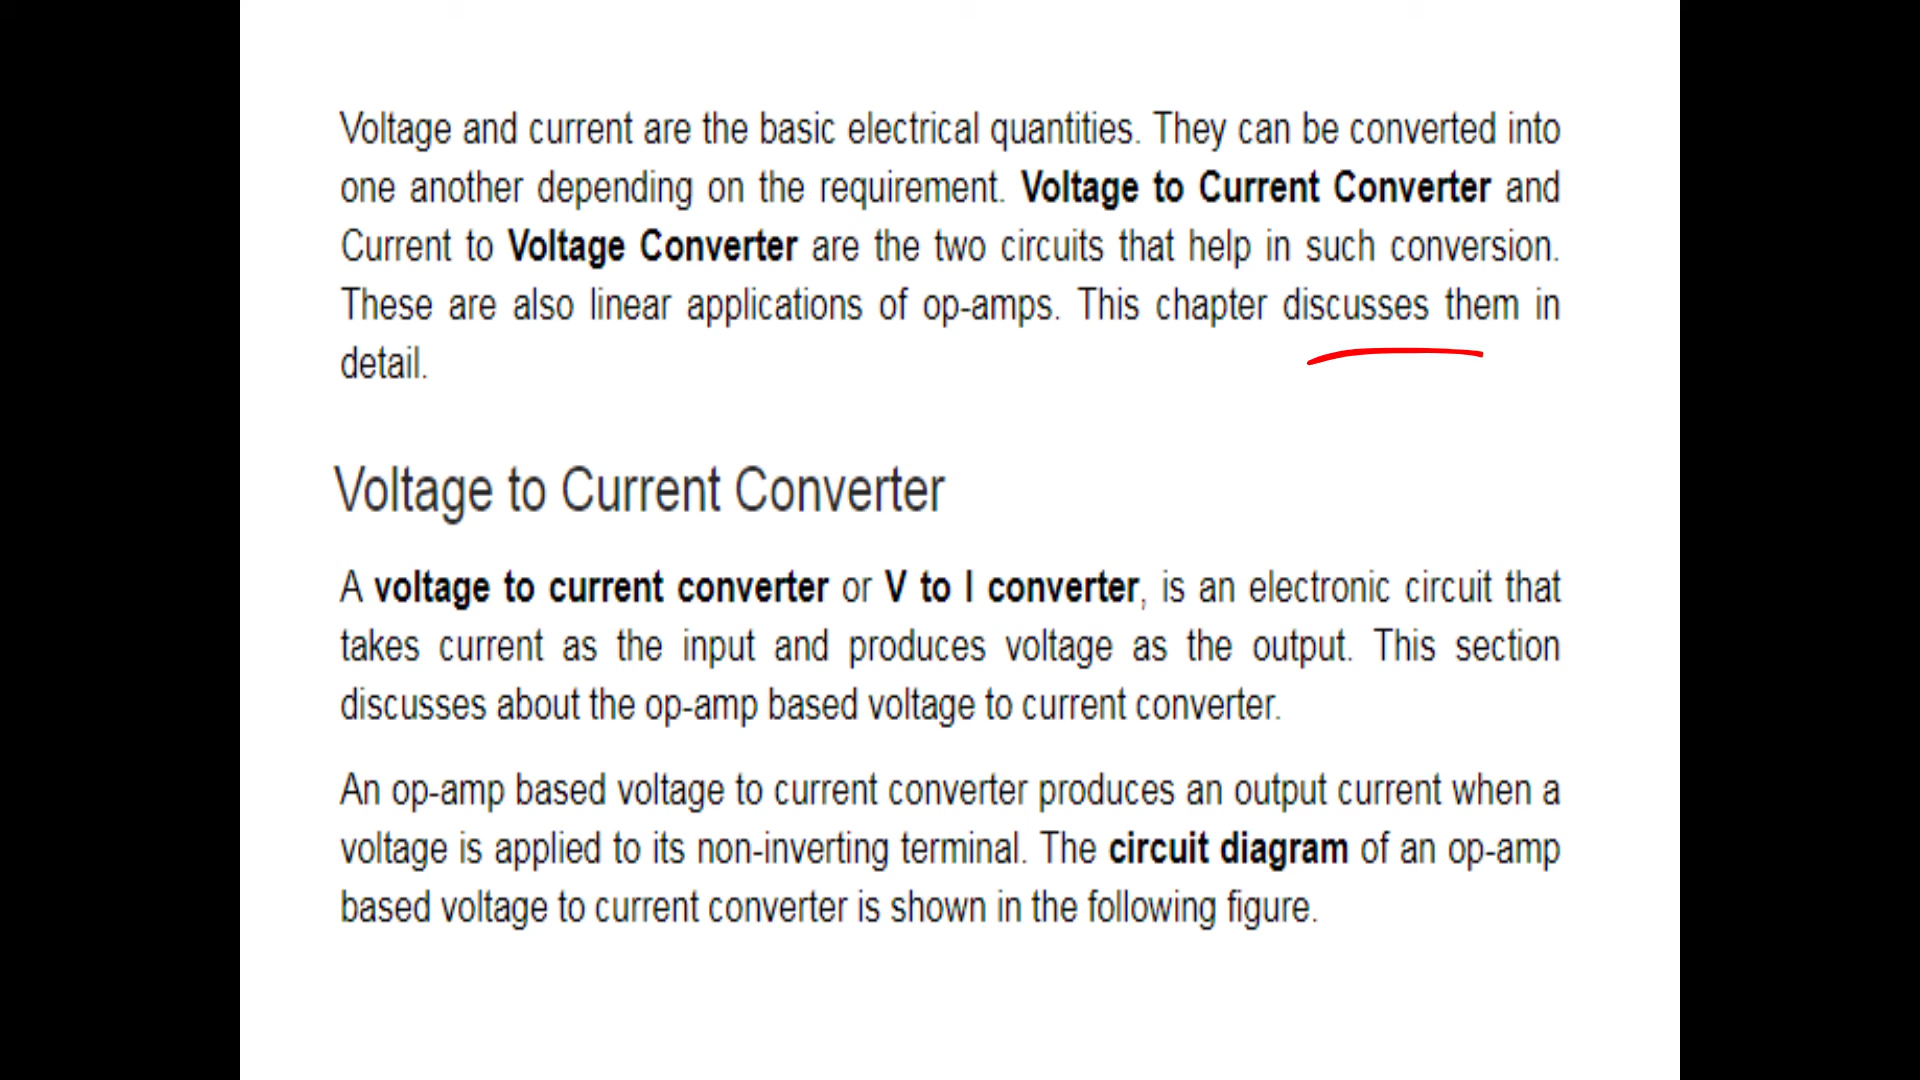 Voltage and current are the basic electrical quantities. They can be converted into
one another depending on the requirement. Voltage to Current Converter and
Current to Voltage Converter are the two circuits that help in such conversion.
These are also linear applications of op-amps. This chapter discusses them in
detail.
Voltage to Current Converter
A voltage to current converter or V to I converter, is an electronic circuit that
takes current as the input and produces voltage as the output. This section
discusses about the op-amp based voltage to current converter.
An op-amp based voltage to current converter produces an output current when a
voltage is applied to its non-inverting terminal. The circuit diagram of an op-amp
based voltage to current converter is shown in the following figure.